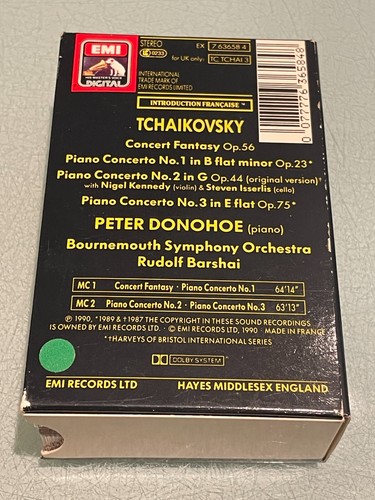 EMI
HIS MASTER'S VOICE
DIGITAL
STEREO
0233
EX 7 63658 4
for UK only: TC TCHAI 3
INTERNATIONAL
TRADE MARK OF
EMI RECORDS LIMITED
0 077776 365848
INTRODUCTION FRANÇAISE
TCHAIKOVSKY
Concert Fantasy Op.56
Piano Concerto No.1 in B flat minor Op.23*
Piano Concerto No.2 in G Op.44 (original version)†
with Nigel Kennedy (violin) & Steven Isserlis (cello)
Piano Concerto No.3 in E flat Op.75*
PETER DONOHOE (piano)
Bournemouth Symphony Orchestra
Rudolf Barshai
MC 1 Concert Fantasy · Piano Concerto No.1 64'14"
MC 2 Piano Concerto No.2 · Piano Concerto No.3 63'13"
℗ 1990, *1989 & †1987 THE COPYRIGHT IN THESE SOUND RECORDINGS
IS OWNED BY EMI RECORDS LTD. · © EMI RECORDS LTD, 1990 MADE IN FRANCE
*†HARVEYS OF BRISTOL INTERNATIONAL SERIES
DOLBY SYSTEM
EMI RECORDS LTD HAYES MIDDLESEX ENGLAND